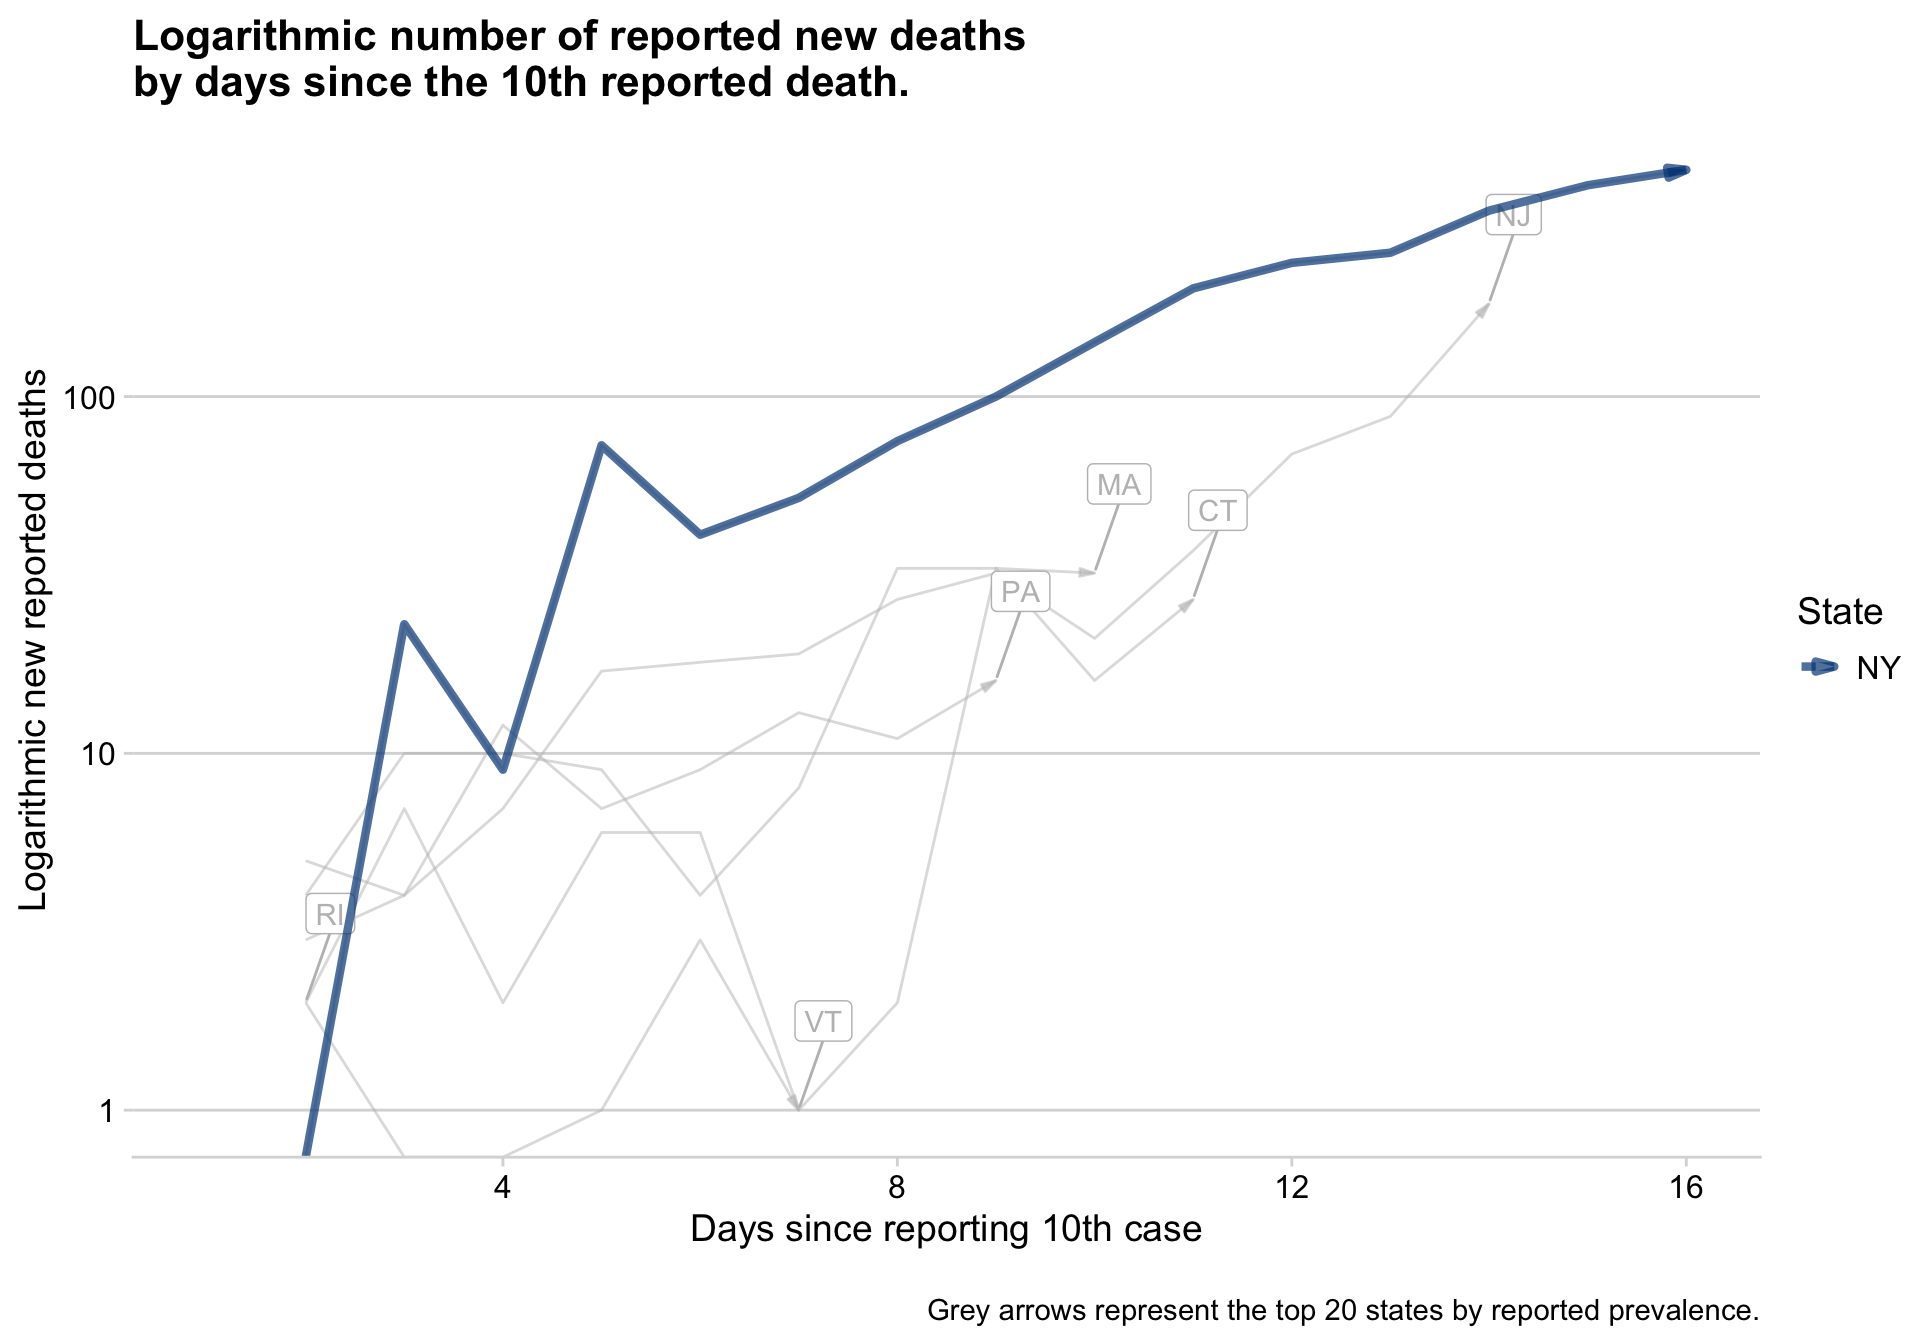 Logarithmic number of reported new deaths
by days since the 10th reported death.
Logarithmic new reported deaths
100
10
1
NJ
MA
CT
PA
RI
VT
State
NY
4
8
12
16
Days since reporting 10th case
Grey arrows represent the top 20 states by reported prevalence.